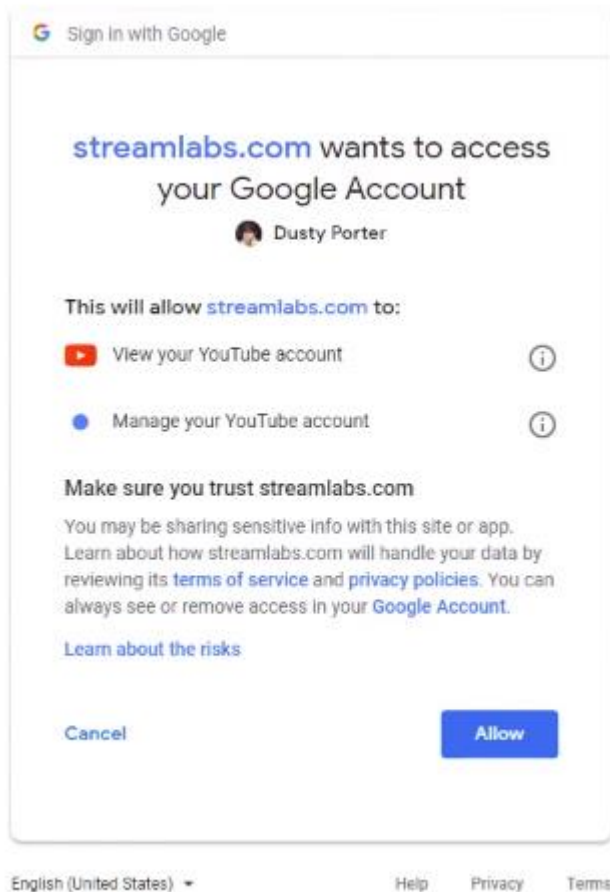 Sign in with Google
streamlabs.com wants to access
your Google Account
Dusty Porter
This will allow streamlabs.com to:
View your YouTube account
Manage your YouTube account
Make sure you trust streamlabs.com
You may be sharing sensitive info with this site or app.
Learn about how streamlabs.com will handle your data by
reviewing its terms of service and privacy policies. You can
always see or remove access in your Google Account.
Learn about the risks
Cancel
Allow
English (United States)
Help
Privacy
Terms